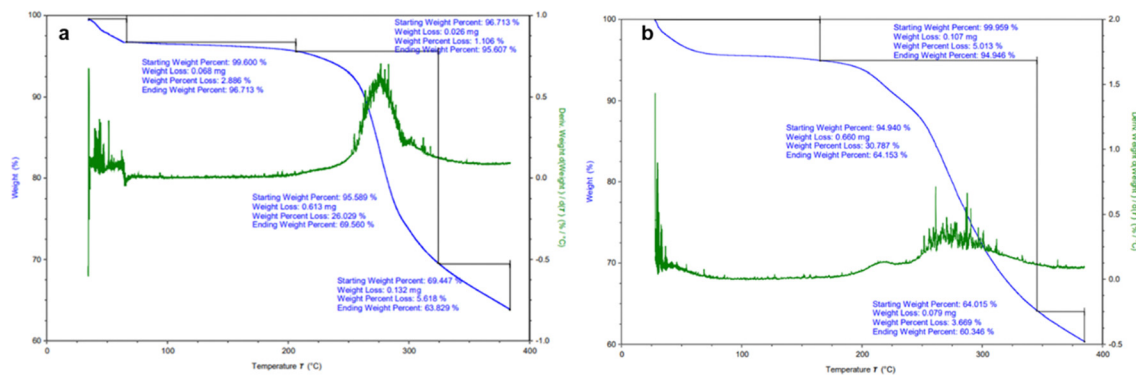 a
Starting Weight Percent: 96.713 %
Weight Loss: 0.026 mg
Weight Percent Loss: 1.106 %
Ending Weight Percent: 95.607 %
Starting Weight Percent: 99.600 %
Weight Loss: 0.068 mg
Weight Percent Loss: 2.886 %
Ending Weight Percent: 96.713 %
Starting Weight Percent: 95.589 %
Weight Loss: 0.613 mg
Weight Percent Loss: 26.029 %
Ending Weight Percent: 69.560 %
Starting Weight Percent: 69.447 %
Weight Loss: 0.132 mg
Weight Percent Loss: 5.618 %
Ending Weight Percent: 63.829 %
100
90
80
70
60
Weight (%)
1.0
0.5
0.0
-0.5
-1.0
Deriv. Weight d(Weight ) / d(T ) ( % / °C)
0
100
200
300
400
Temperature T (°C)
b
Starting Weight Percent: 99.959 %
Weight Loss: 0.107 mg
Weight Percent Loss: 5.013 %
Ending Weight Percent: 94.946 %
Starting Weight Percent: 94.940 %
Weight Loss: 0.660 mg
Weight Percent Loss: 30.787 %
Ending Weight Percent: 64.153 %
Starting Weight Percent: 64.015 %
Weight Loss: 0.079 mg
Weight Percent Loss: 3.669 %
Ending Weight Percent: 60.346 %
100
90
80
70
60
Weight (%)
2.0
1.5
1.0
0.5
0.0
-0.5
0
100
200
300
400
Temperature T (°C)